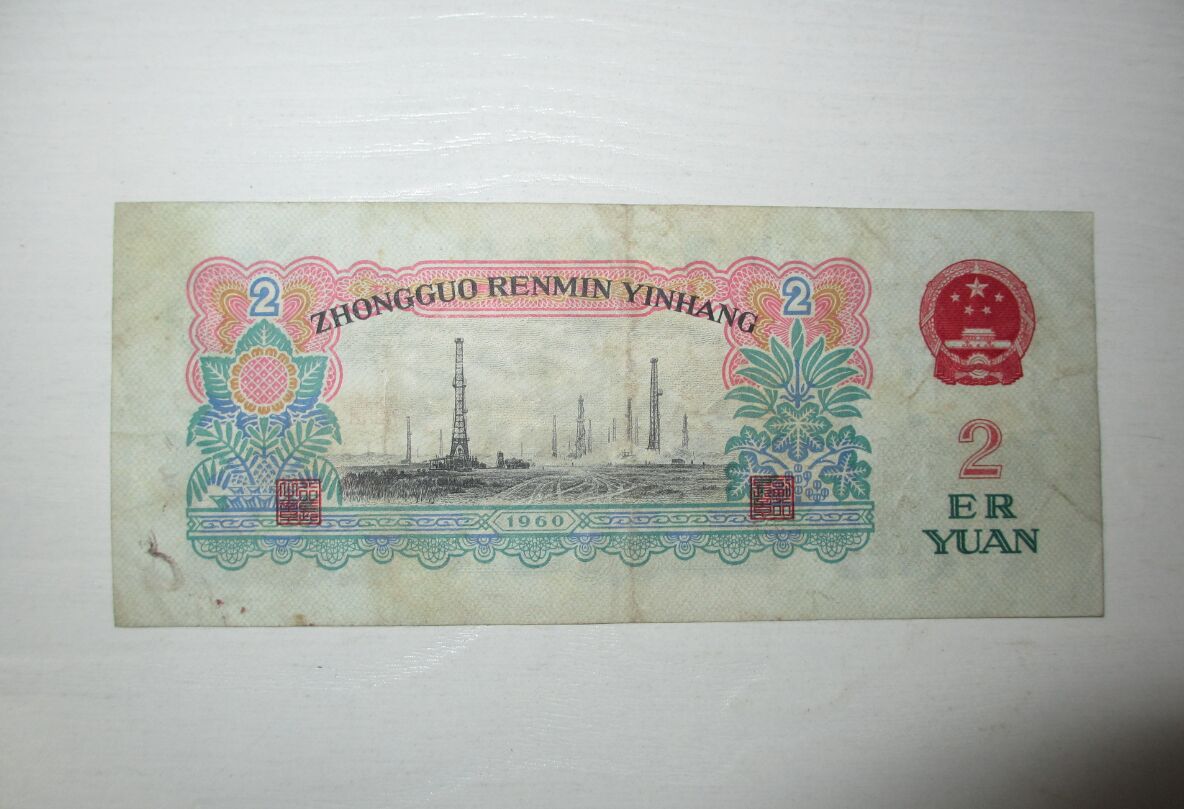 2 2
ZHONGGUO RENMIN YINHANG
1960
2
ER
YUAN